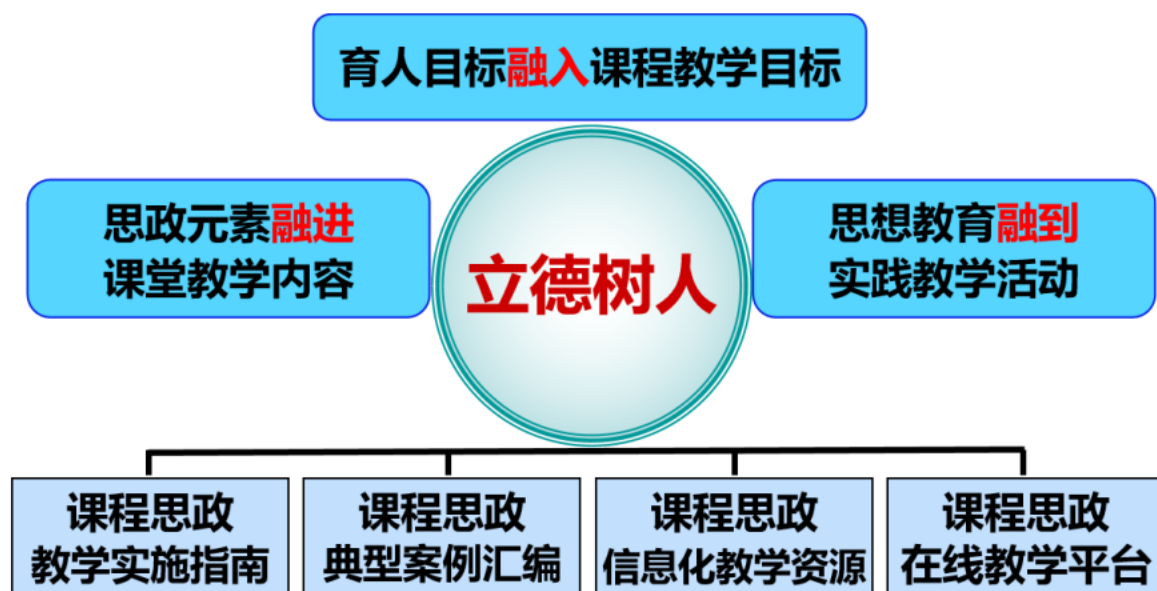 育人目标融入课程教学目标
思政元素融进
课堂教学内容
立德树人
思想教育融到
实践教学活动
课程思政
教学实施指南
课程思政
典型案例汇编
课程思政
信息化教学资源
课程思政
在线教学平台